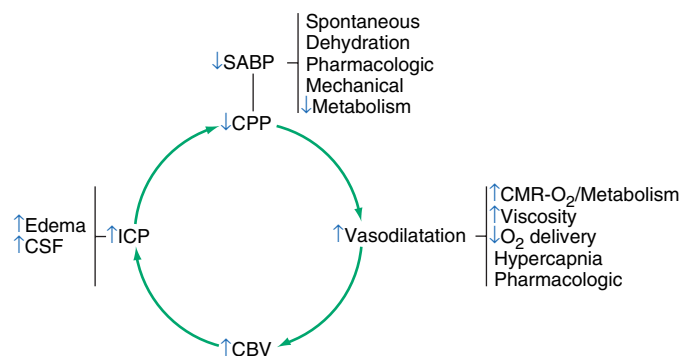 ↓SABP
Spontaneous
Dehydration
Pharmacologic
Mechanical
↓Metabolism
↓CPP
↑Vasodilatation
↑CMR-O₂/Metabolism
↑Viscosity
↓O₂ delivery
Hypercapnia
Pharmacologic
↑CBV
↑ICP
↑Edema
↑CSF